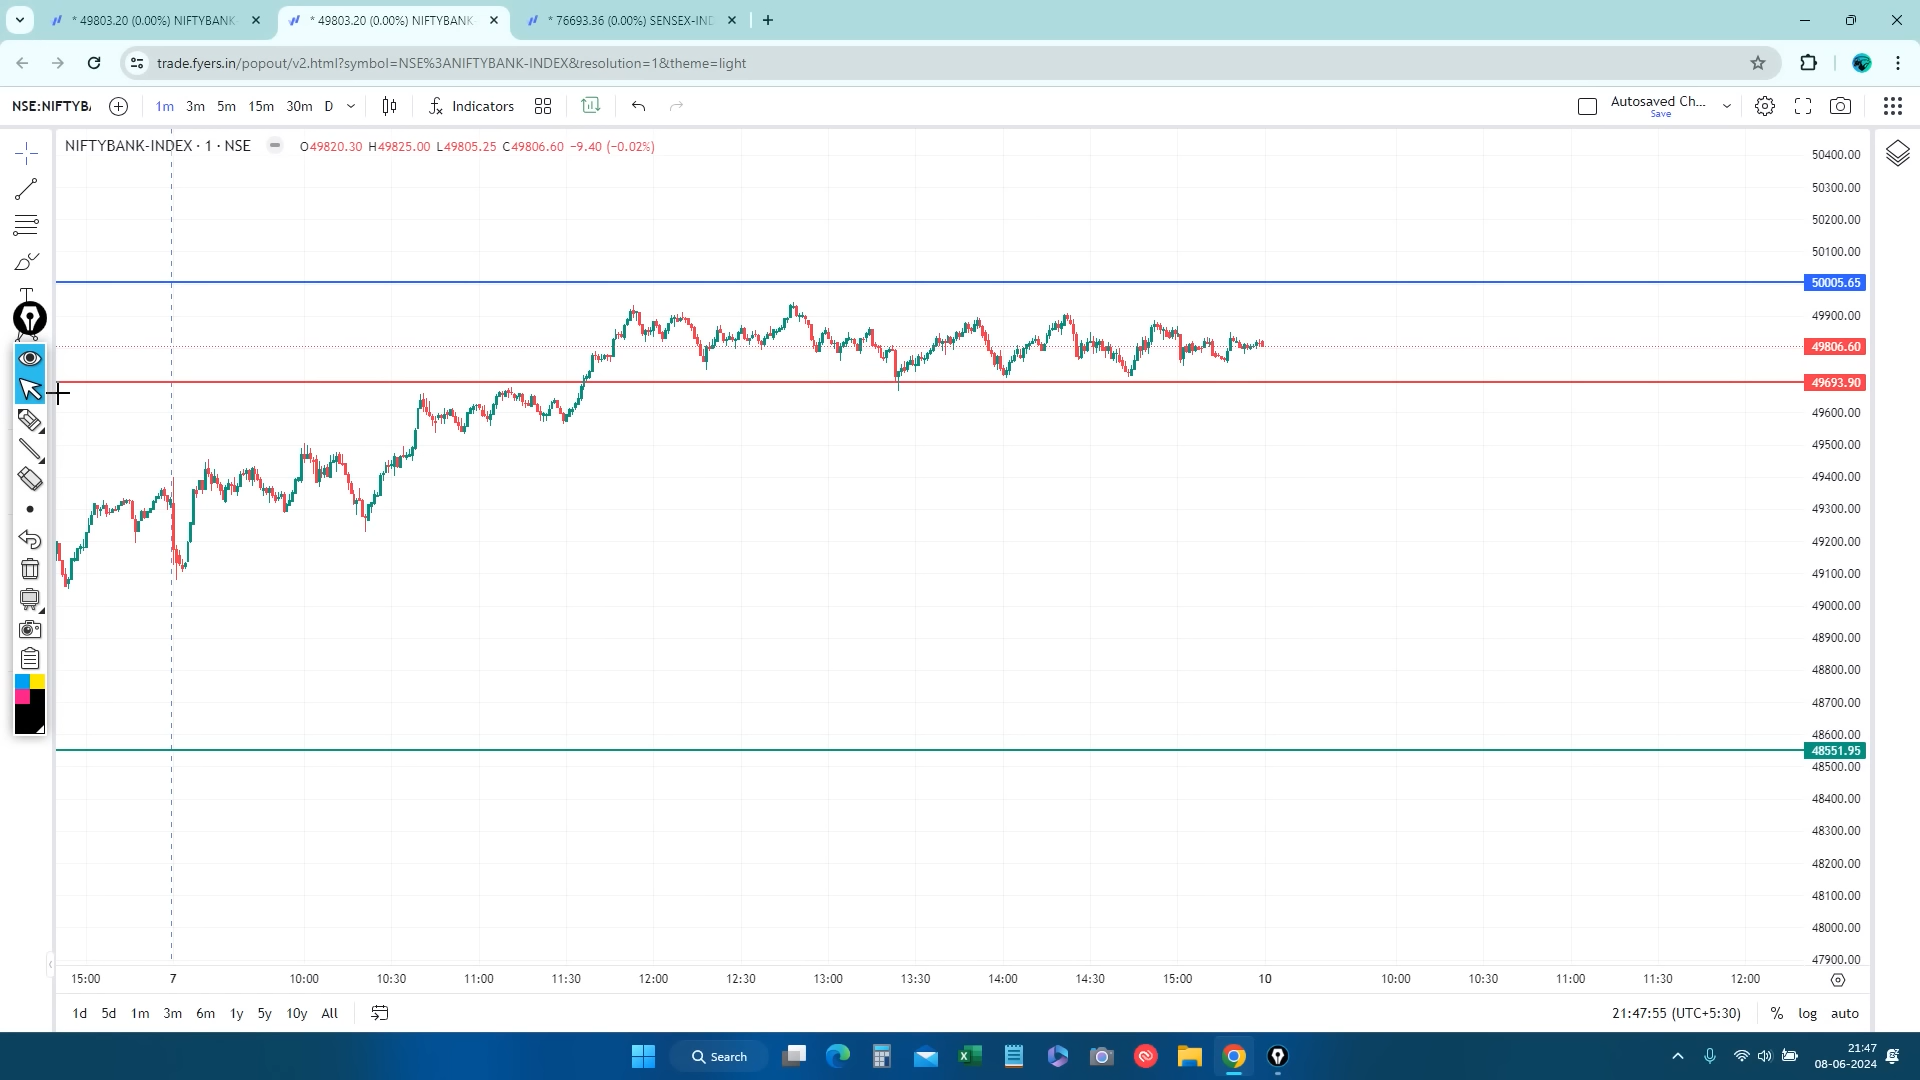 * 49803.20 (0.00%) NIFTYBANK-
* 49803.20 (0.00%) NIFTYBANK-
* 76693.36 (0.00%) SENSEX-IND
trade.fyers.in/popout/v2.html?symbol=NSE%3ANIFTYBANK-INDEX&resolution=1&theme=light
NSE:NIFTYB
1m 3m 5m 15m 30m D
Indicators
Autosaved Ch...
Save
NIFTYBANK-INDEX · 1 · NSE
O49820.30 H49825.00 L49805.25 C49806.60 −9.40 (−0.02%)
50400.00
50300.00
50200.00
50100.00
50005.65
49900.00
49806.60
49693.90
49600.00
49500.00
49400.00
49300.00
49200.00
49100.00
49000.00
48900.00
48800.00
48700.00
48600.00
48551.95
48500.00
48400.00
48300.00
48200.00
48100.00
48000.00
47900.00
15:00 7 10:00 10:30 11:00 11:30 12:00 12:30 13:00 13:30 14:00 14:30 15:00 10 10:00 10:30 11:00 11:30 12:00
1d 5d 1m 3m 6m 1y 5y 10y All
21:47:55 (UTC+5:30)
% log auto
Search
21:47
08-06-2024